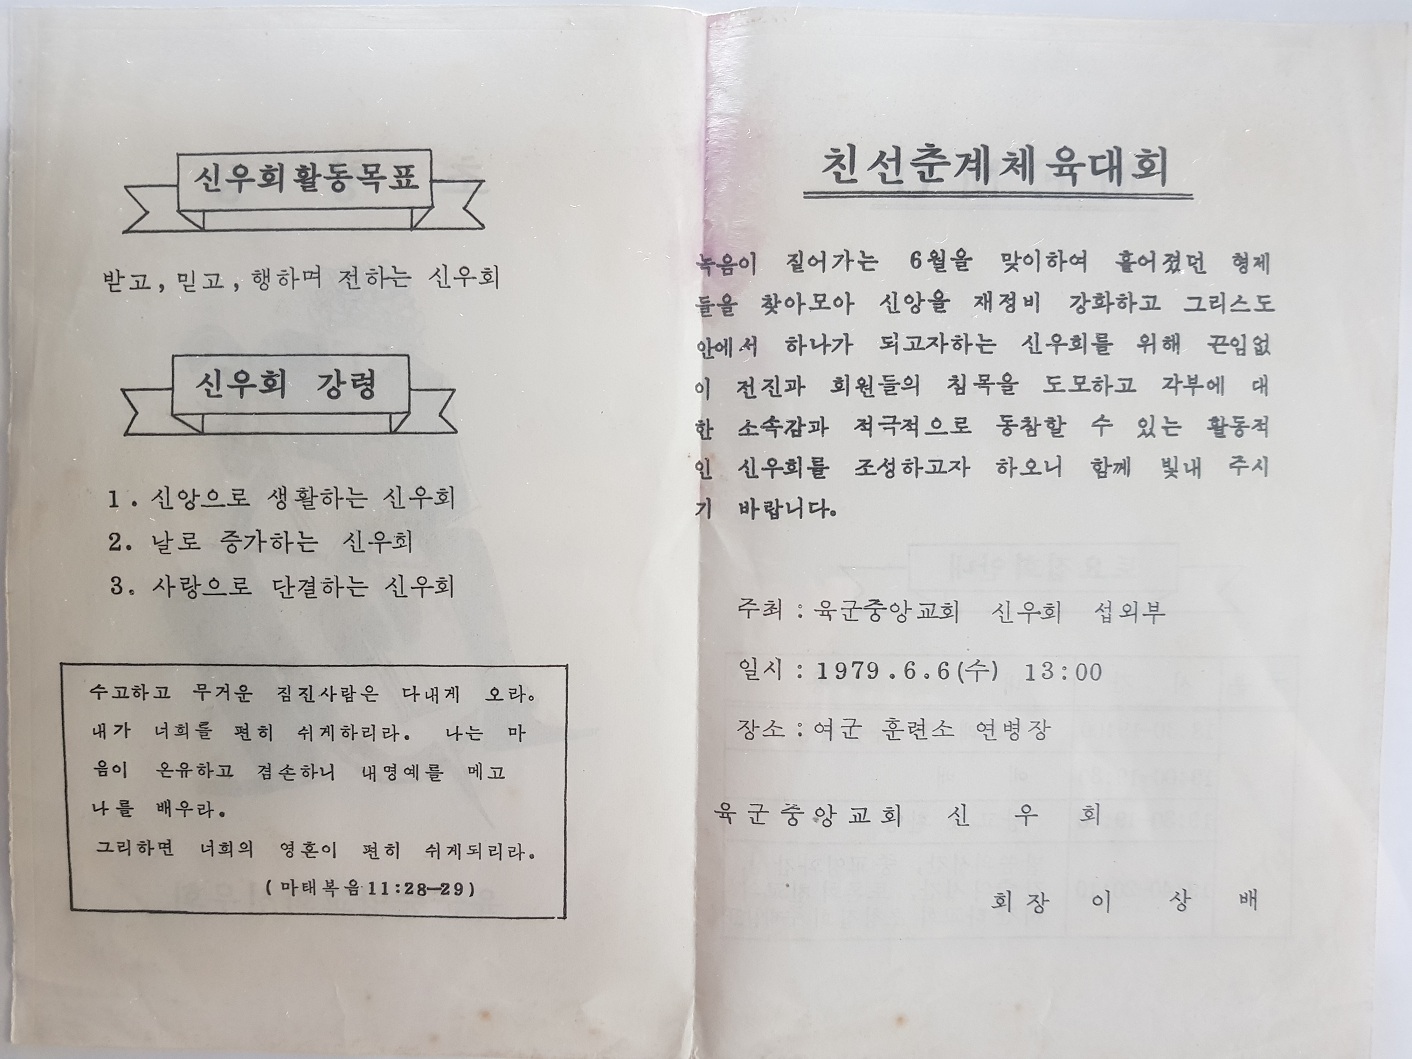 신우회활동목표
받고, 믿고, 행하며 전하는 신우회
신우회 강령
1. 신앙으로 생활하는 신우회
2. 날로 증가하는 신우회
3. 사랑으로 단결하는 신우회
수고하고 무거운 짐진사람은 다내게 오라.
내가 너희를 편히 쉬게하리라. 나는 마
음이 온유하고 겸손하니 내명예를 메고
나를 배우라.
그리하면 너희의 영혼이 편히 쉬게되리라.
(마태복음11:28-29)
친선춘계체육대회
녹음이 짙어가는 6월을 맞이하여 흩어졌던 형제
들을 찾아모아 신앙을 재정비 강화하고 그리스도
안에서 하나가 되고자하는 신우회를 위해 끈임없
이 전진과 회원들의 침목을 도모하고 각부에 대
한 소속감과 적극적으로 동참할 수 있는 활동적
인 신우회를 조성하고자 하오니 함께 빛내 주시
기 바랍니다.
주최 : 육군중앙교회 신우회 섭외부
일시 : 1979.6.6(수) 13:00
장소 : 여군 훈련소 연병장
육군중앙교회 신 우 회
회장 이 상 배